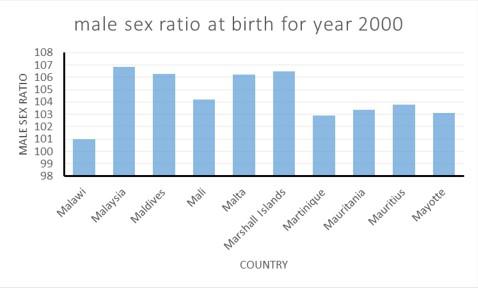 male sex ratio at birth for year 2000
MALE SEX RATIO
108
107
106
105
104
103
102
101
100
99
98
Malawi
Malaysia
Maldives
Mali
Malta
Marshall Islands
Martinique
Mauritania
Mauritius
Mayotte
COUNTRY